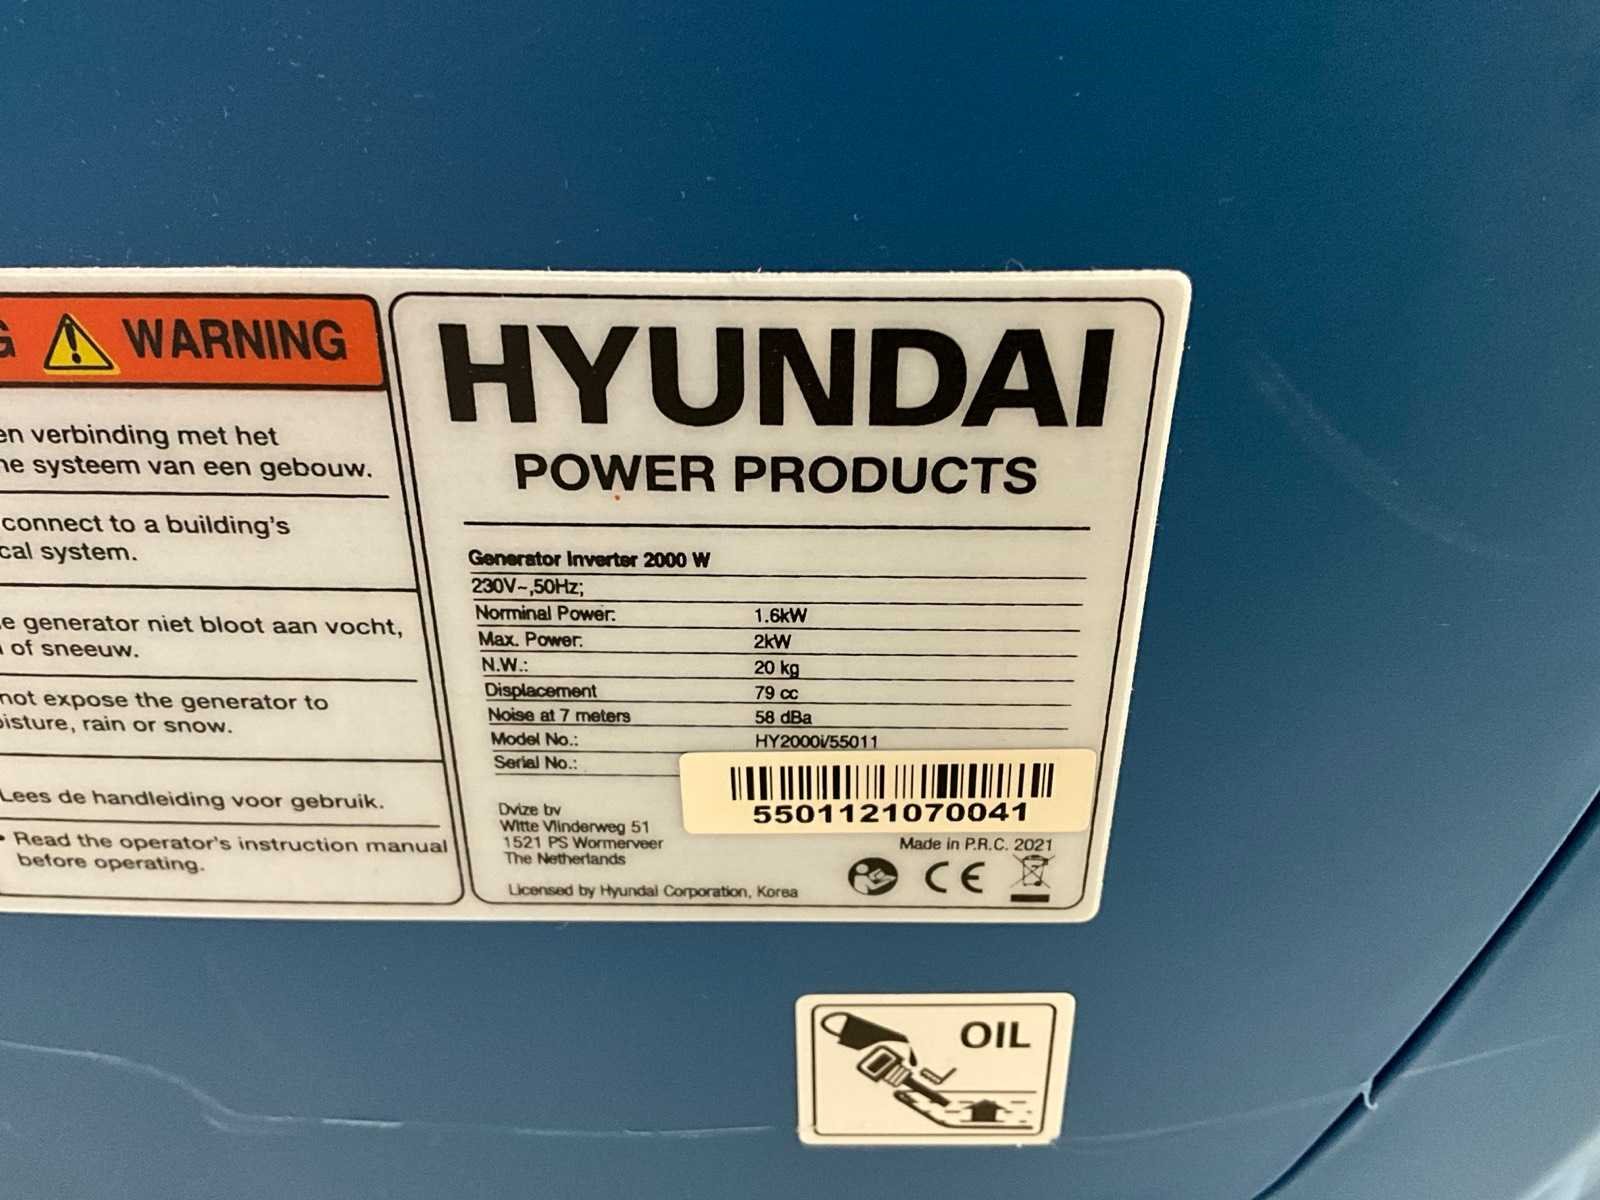 WARNING
verbinding met het
systeem van een gebouw.
connect to a building's
system.
generator niet bloot aan vocht,
of sneeuw.
not expose the generator to
rain or snow.
Lees de handleiding voor gebruik.
• Read the operator's instruction manual
before operating.
HYUNDAI
POWER PRODUCTS
Generator Inverter 2000 W
230V~,50Hz;
Norminal Power: 1.6kW
Max. Power: 2kW
N.W.: 20 kg
Displacement 79 cc
Noise at 7 meters 58 dBa
Model No.: HY2000i/55011
Serial No.:
5501121070041
Dvize bv
Witte Vlinderweg 51
1521 PS Wormerveer
The Netherlands
Made in P.R.C. 2021
Licensed by Hyundai Corporation, Korea
CE
OIL